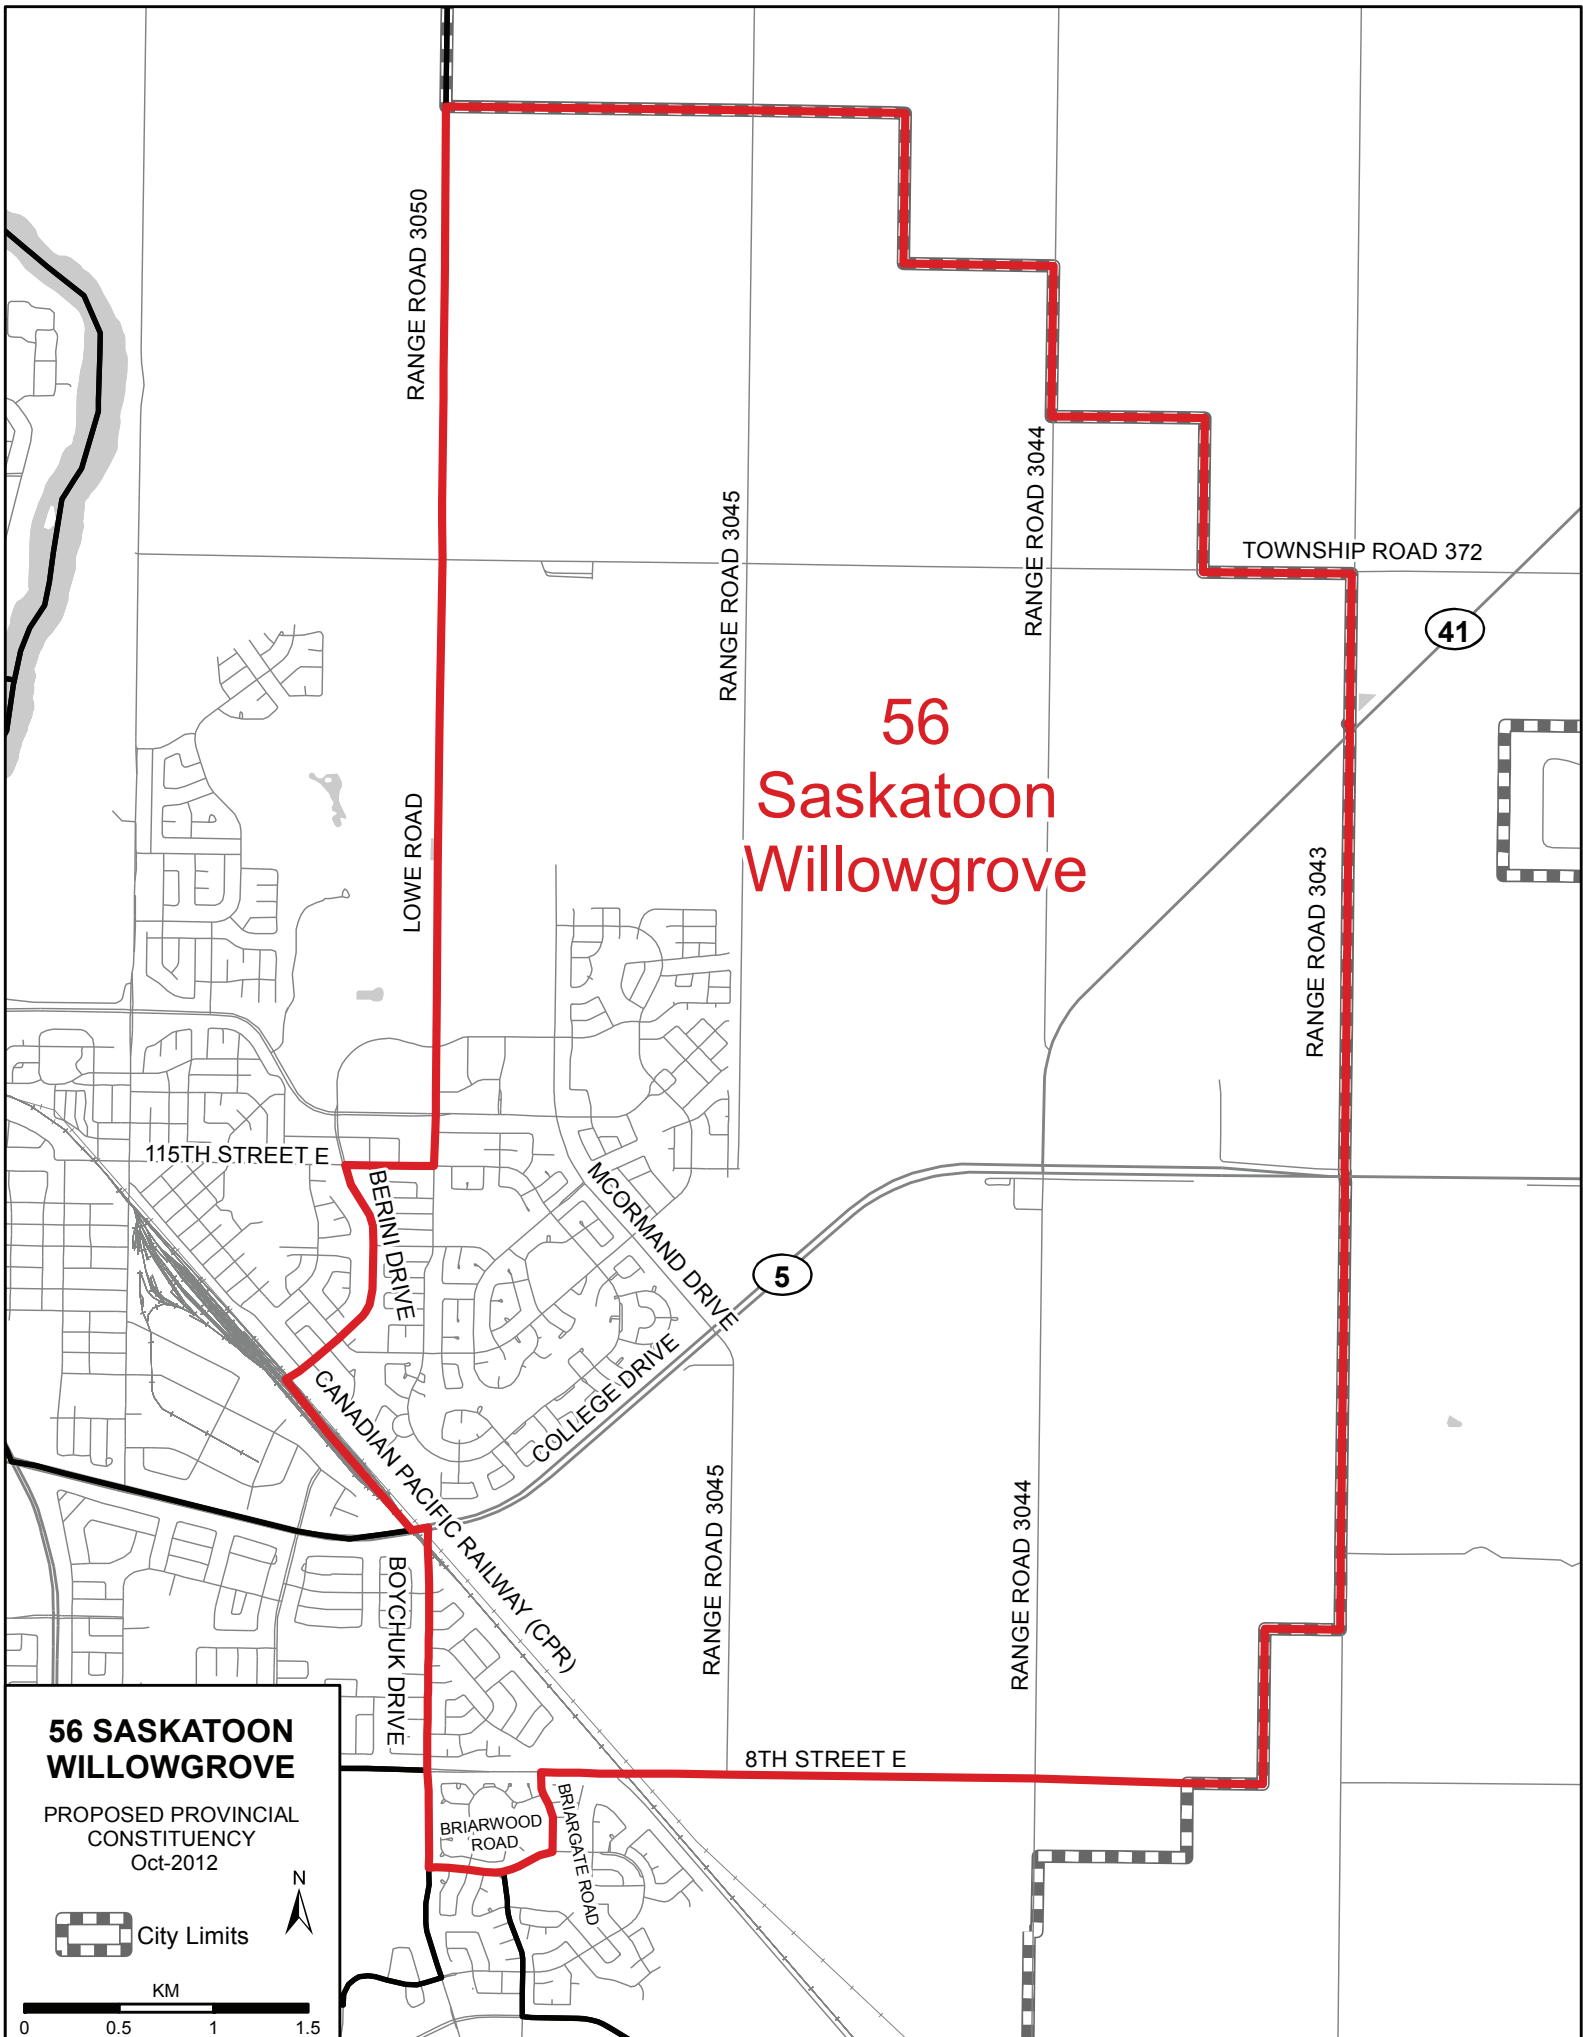 RANGE ROAD 3050
RANGE ROAD 3045
RANGE ROAD 3044
TOWNSHIP ROAD 372
41
56
Saskatoon
Willowgrove
LOWE ROAD
RANGE ROAD 3043
115TH STREET E
BERINI DRIVE
MCORMAND DRIVE
5
COLLEGE DRIVE
CANADIAN PACIFIC RAILWAY (CPR)
RANGE ROAD 3045
RANGE ROAD 3044
BOYCHUK DRIVE
8TH STREET E
BRIARWOOD
ROAD
BRIARGATE ROAD
56 SASKATOON
WILLOWGROVE
PROPOSED PROVINCIAL
CONSTITUENCY
Oct-2012
N
City Limits
KM
0 0.5 1 1.5